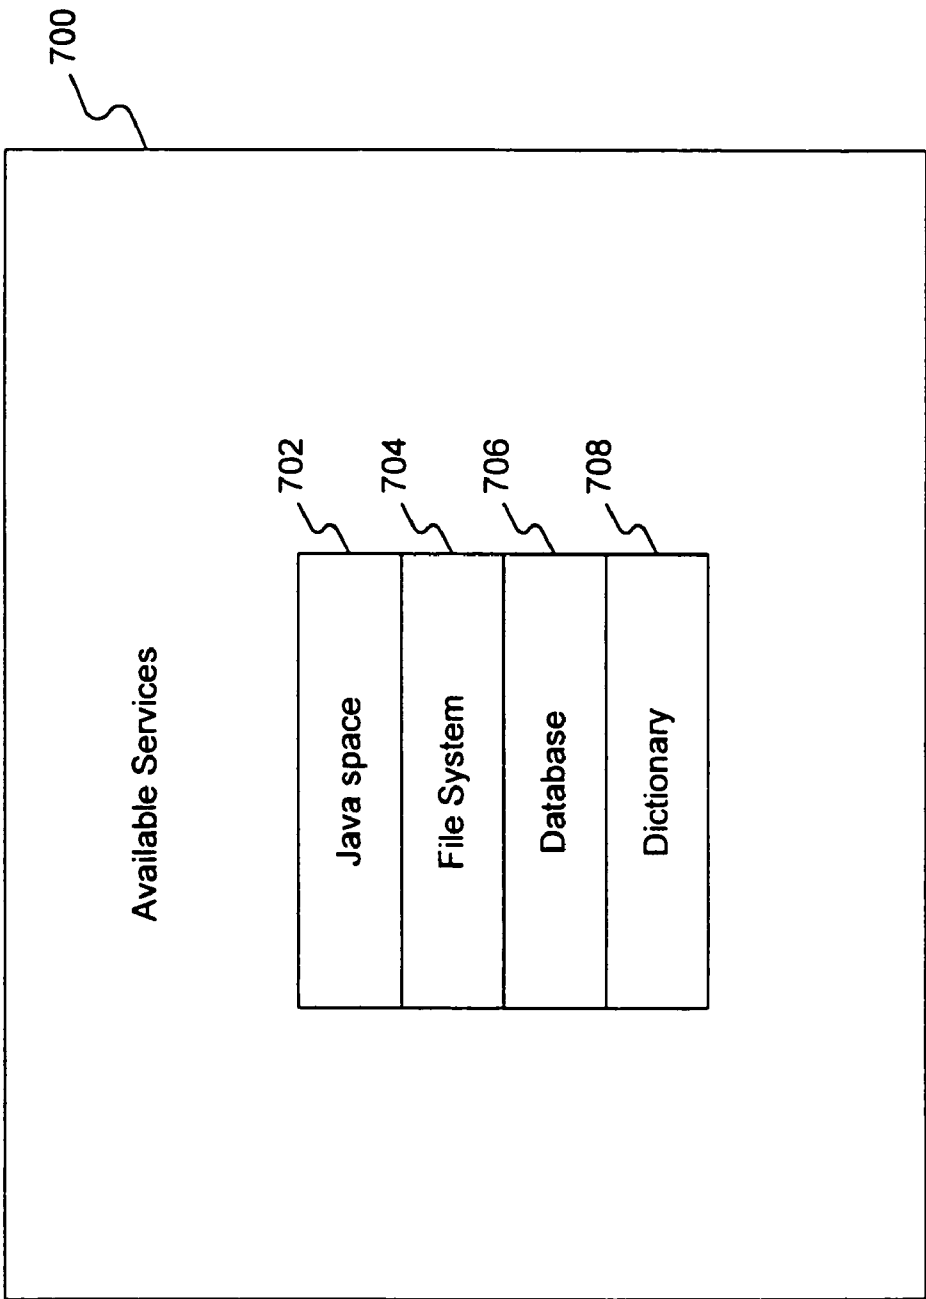 700
Available Services
Java space 702
File System 704
Database 706
Dictionary 708